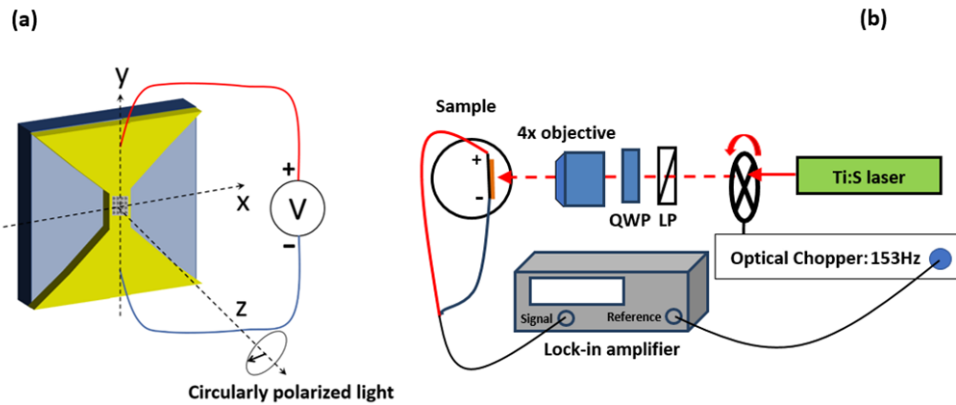 (a)
(b)
y
x
z
+
V
−
Circularly polarized light
Sample
4x objective
+
-
QWP
LP
Ti:S laser
Optical Chopper: 153Hz
Signal
Reference
Lock-in amplifier